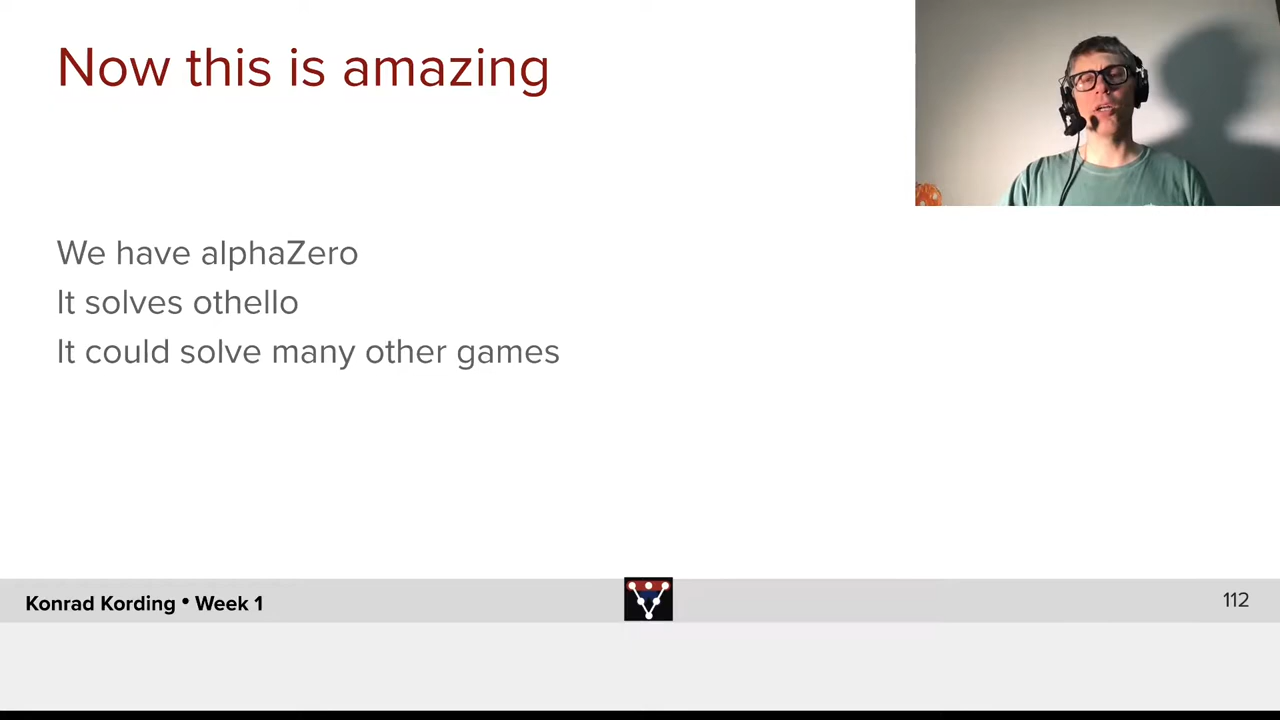 Now this is amazing
We have alphaZero
It solves othello
It could solve many other games
Konrad Kording • Week 1
112